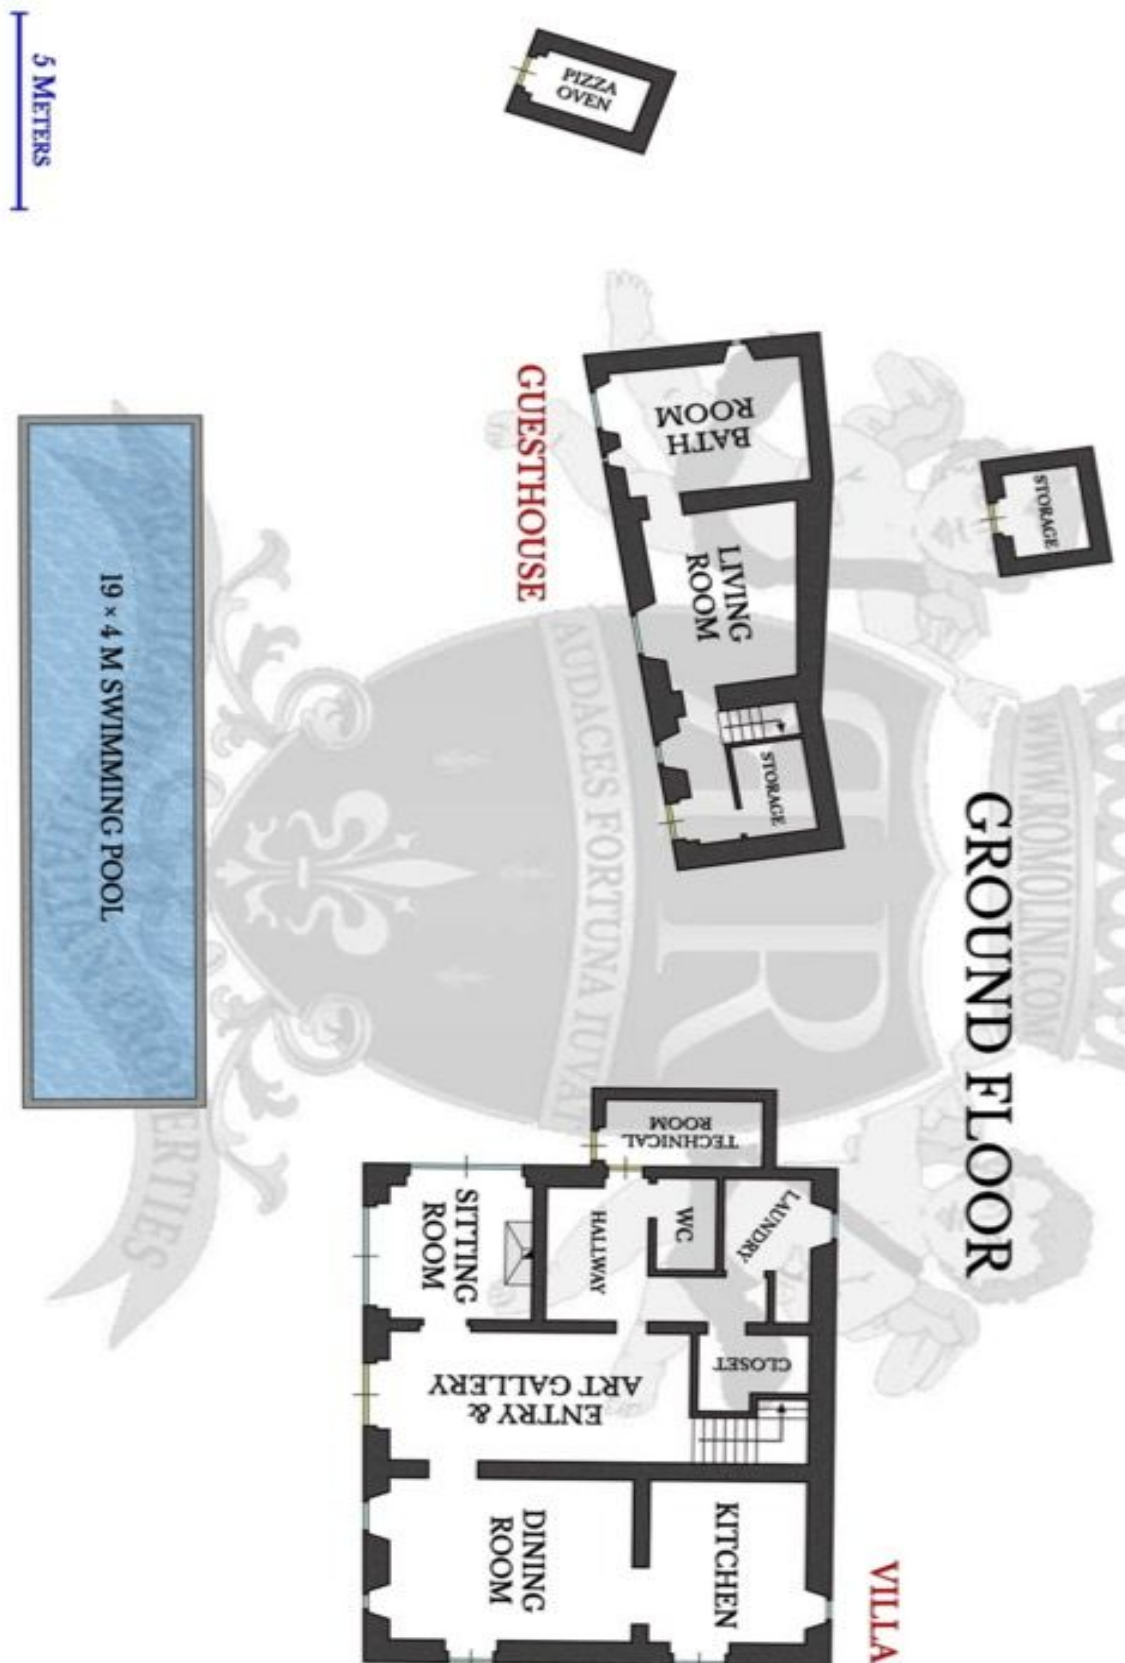 GROUND FLOOR
WWW.ROMOLINI.COM
VILLA
GUESTHOUSE
PIZZA
OVEN
STORAGE
BATH
ROOM
LIVING
ROOM
STORAGE
TECHNICAL
ROOM
LAUNDRY
WC
HALLWAY
SITTING
ROOM
CLOSET
ENTRY &
ART GALLERY
KITCHEN
DINING
ROOM
19 × 4 M SWIMMING POOL
5 METERS
AUDACES FORTUNA IUVA
R
ERTIES